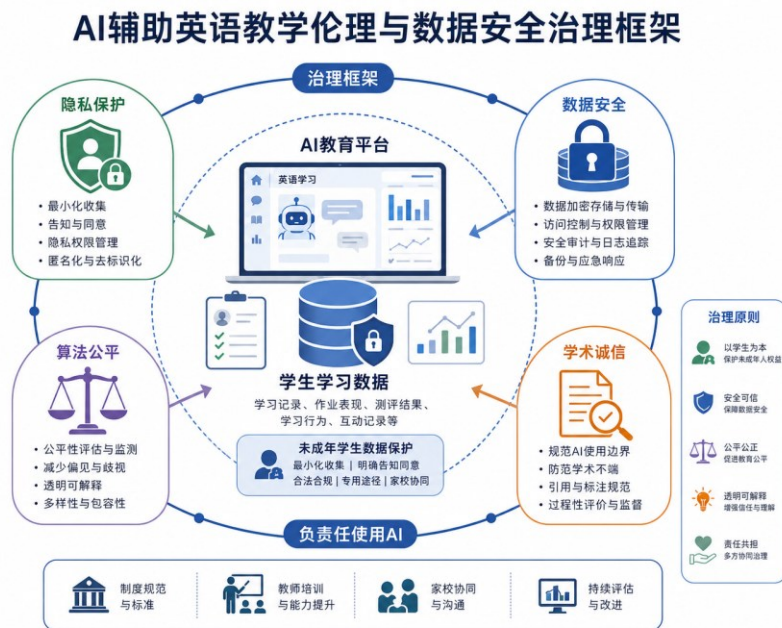 AI辅助英语教学伦理与数据安全治理框架
治理框架
隐私保护
• 最小化收集
• 告知与同意
• 隐私权限管理
• 匿名化与去标识化
数据安全
• 数据加密存储与传输
• 访问控制与权限管理
• 安全审计与日志追踪
• 备份与应急响应
AI教育平台
英语学习
学生学习数据
学习记录、作业表现、测评结果、
学习行为、互动记录等
未成年学生数据保护
最小化收集 | 明确告知同意
合法合规 | 专用途径 | 家校协同
算法公平
• 公平性评估与监测
• 减少偏见与歧视
• 透明可解释
• 多样性与包容性
学术诚信
• 规范AI使用边界
• 防范学术不端
• 引用与标注规范
• 过程性评价与监督
负责任使用AI
治理原则
以学生为本
保护未成年人权益
安全可信
保障数据安全
公平公正
促进教育公平
透明可解释
增强信任与理解
责任共担
多方协同治理
制度规范
与标准
教师培训
与能力提升
家校协同
与沟通
持续评估
与改进